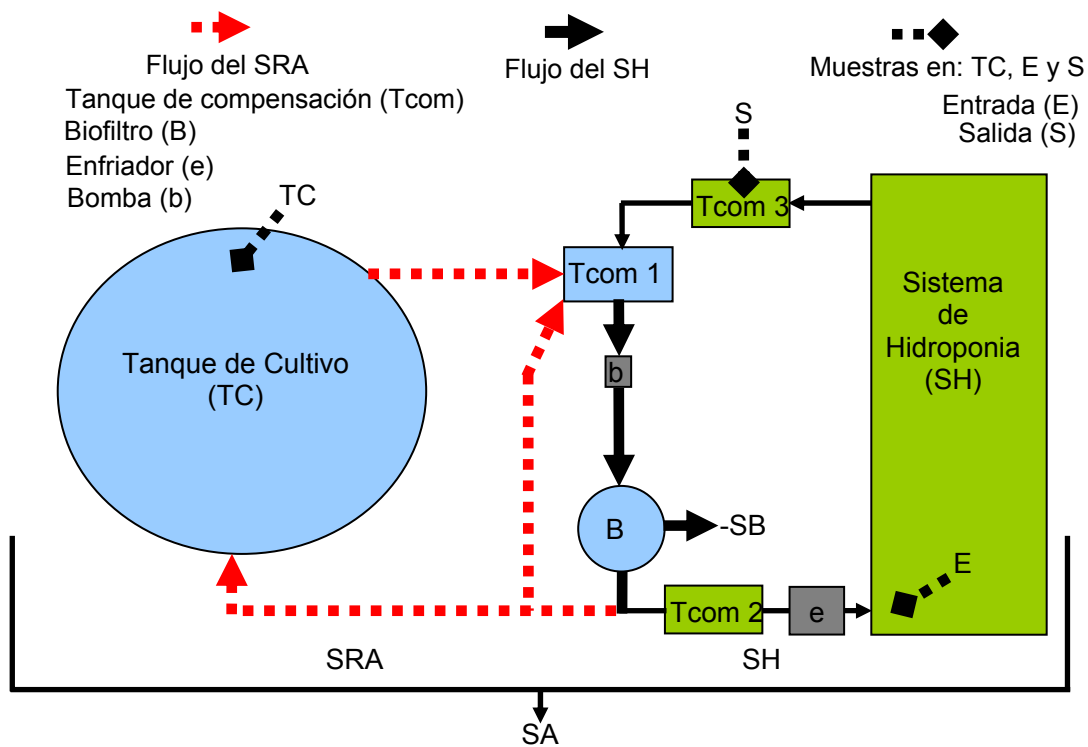 Flujo del SRA
Flujo del SH
Muestras en: TC, E y S
Tanque de compensación (Tcom)
Entrada (E)
Biofiltro (B)
Salida (S)
Enfriador (e)
Bomba (b)
S
TC
Tcom 3
Tcom 1
Sistema
de
Hidroponia
(SH)
Tanque de Cultivo
(TC)
b
B
-SB
E
Tcom 2
e
SRA
SH
SA